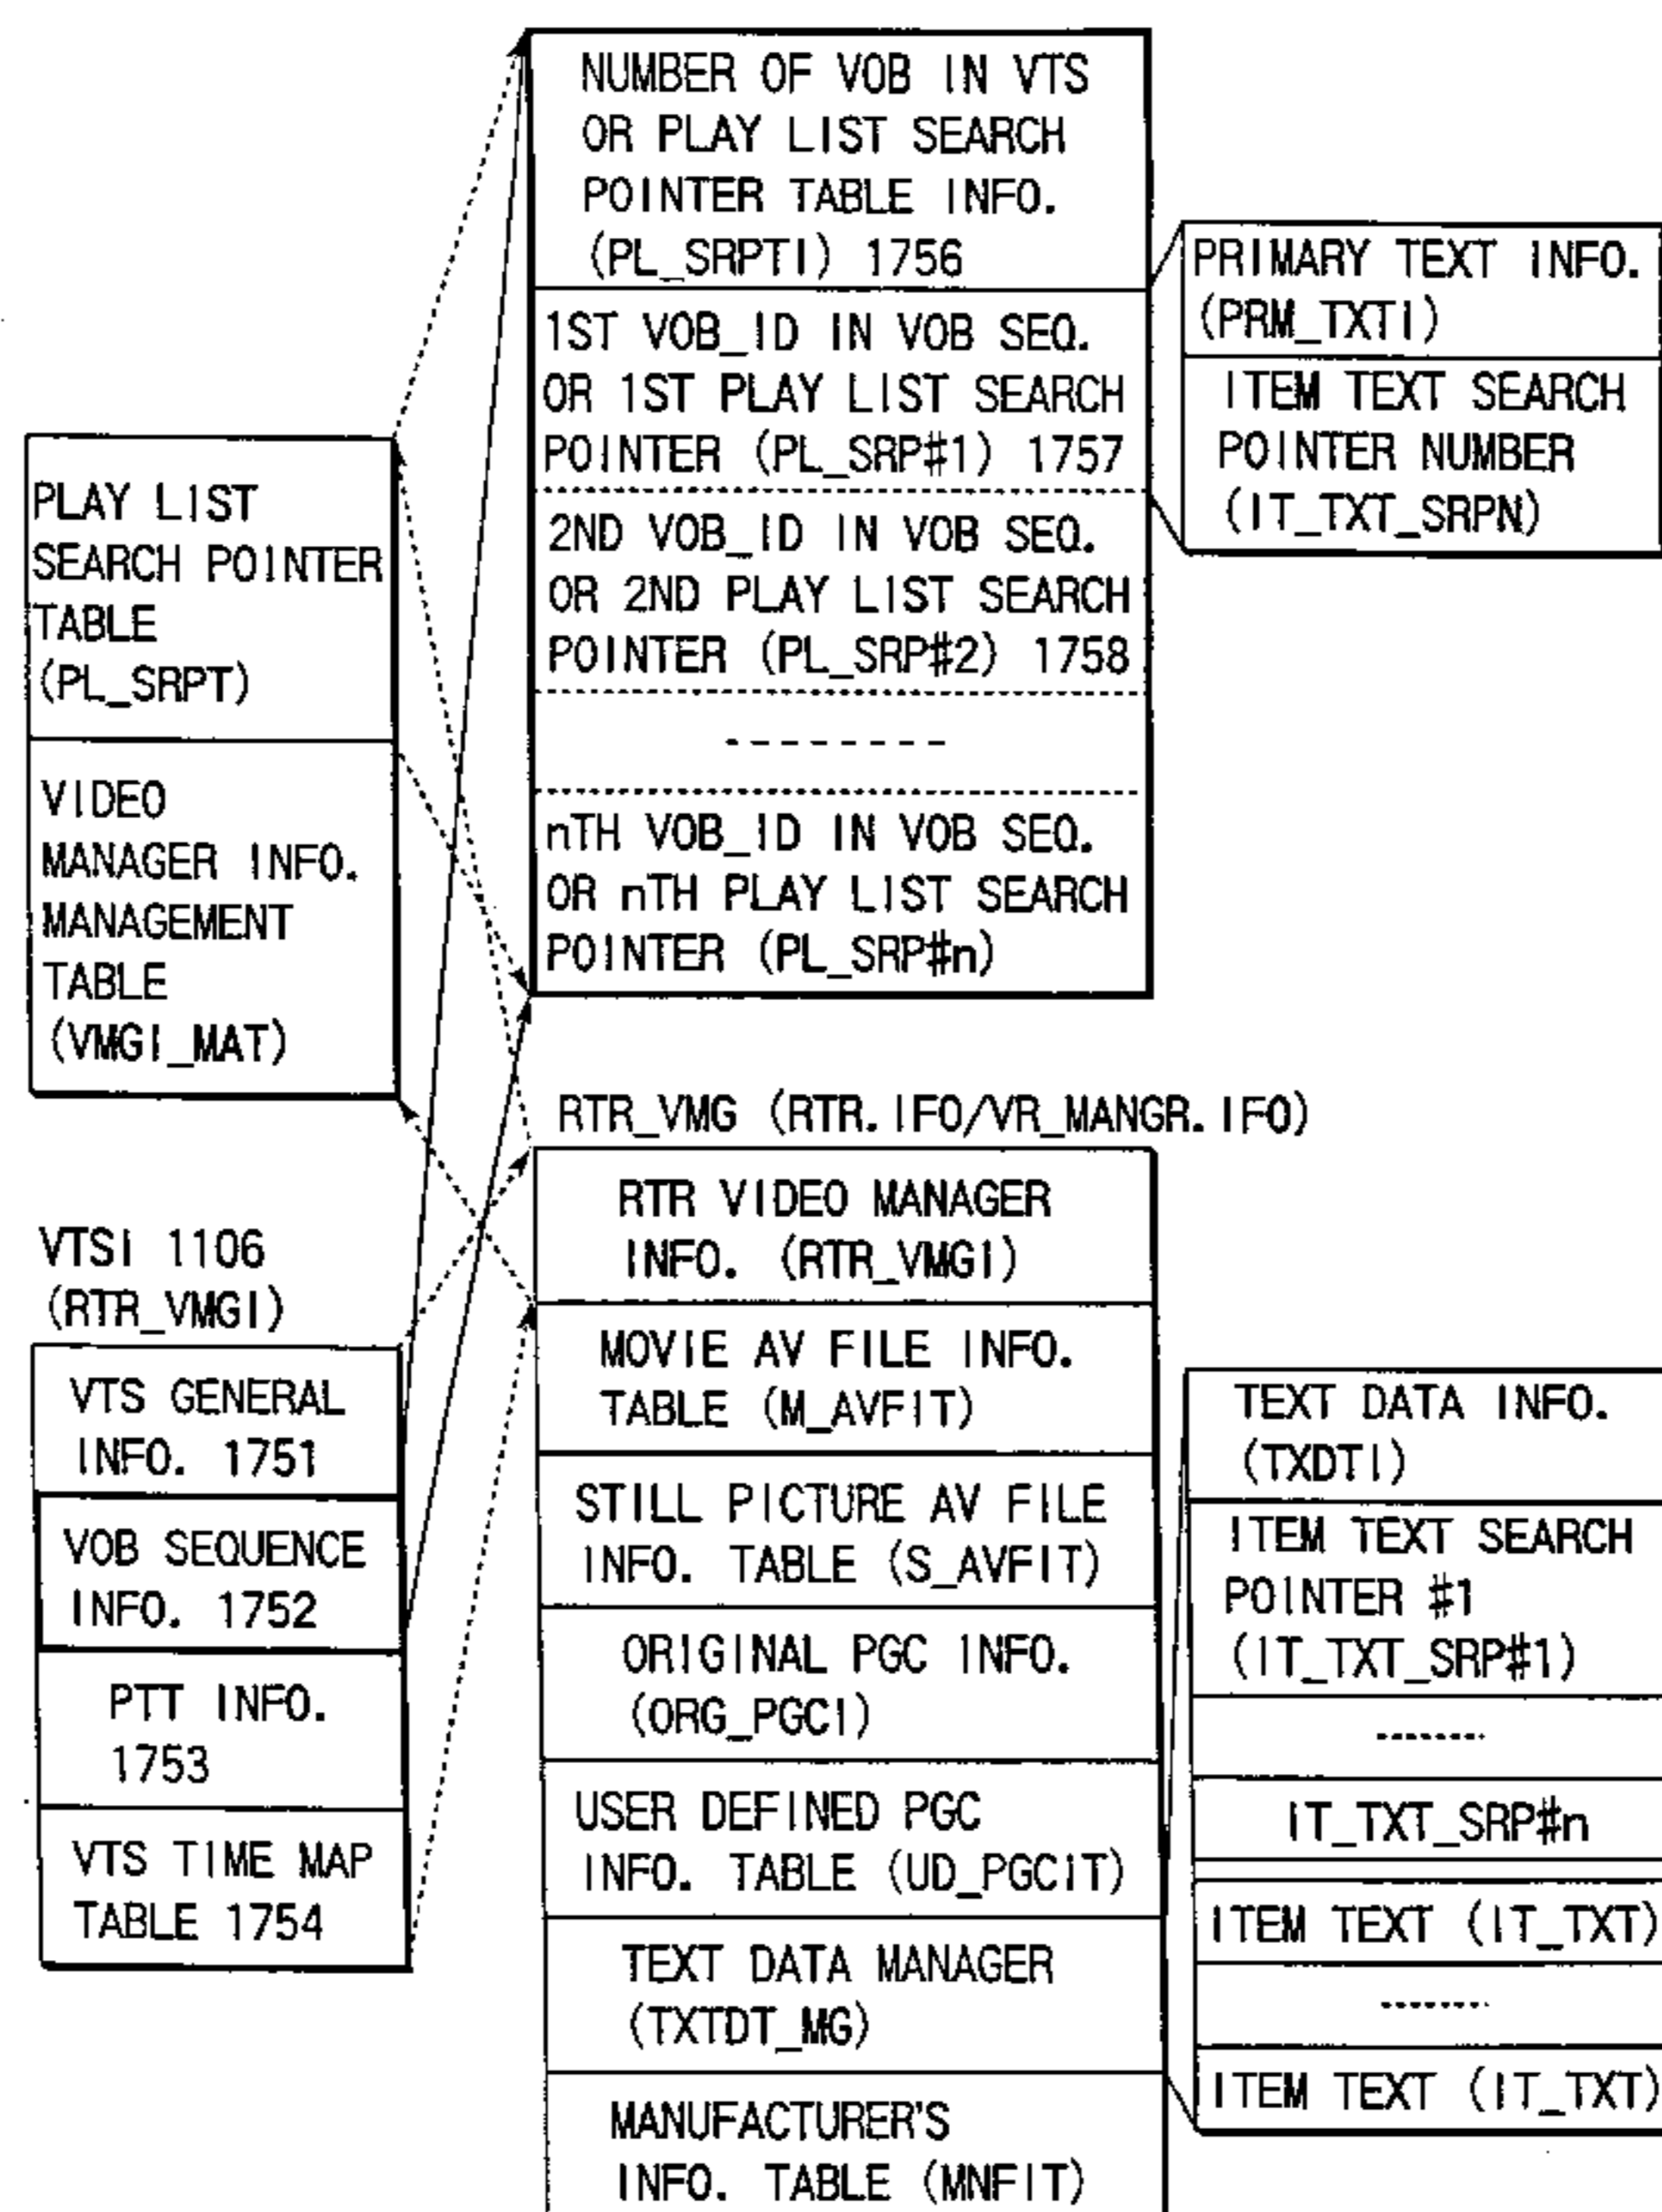 NUMBER OF VOB IN VTS
OR PLAY LIST SEARCH
POINTER TABLE INFO.
(PL_SRPTI) 1756
1ST VOB_ID IN VOB SEQ.
OR 1ST PLAY LIST SEARCH
POINTER (PL_SRP#1) 1757
2ND VOB_ID IN VOB SEQ.
OR 2ND PLAY LIST SEARCH
POINTER (PL_SRP#2) 1758
nTH VOB_ID IN VOB SEQ.
OR nTH PLAY LIST SEARCH
POINTER (PL_SRP#n)
PRIMARY TEXT INFO.
(PRM_TXTI)
ITEM TEXT SEARCH
POINTER NUMBER
(IT_TXT_SRPN)
PLAY LIST
SEARCH POINTER
TABLE
(PL_SRPT)
VIDEO
MANAGER INFO.
MANAGEMENT
TABLE
(VMGI_MAT)
RTR_VMG (RTR.IFO/VR_MANGR.IFO)
RTR VIDEO MANAGER
INFO. (RTR_VMGI)
MOVIE AV FILE INFO.
TABLE (M_AVFIT)
STILL PICTURE AV FILE
INFO. TABLE (S_AVFIT)
ORIGINAL PGC INFO.
(ORG_PGCI)
USER DEFINED PGC
INFO. TABLE (UD_PGCIT)
TEXT DATA MANAGER
(TXTDT_MG)
MANUFACTURER'S
INFO. TABLE (MNFIT)
VTSI 1106
(RTR_VMGI)
VTS GENERAL
INFO. 1751
VOB SEQUENCE
INFO. 1752
PTT INFO.
1753
VTS TIME MAP
TABLE 1754
TEXT DATA INFO.
(TXDTI)
ITEM TEXT SEARCH
POINTER #1
(IT_TXT_SRP#1)
IT_TXT_SRP#n
ITEM TEXT (IT_TXT)
ITEM TEXT (IT_TXT)